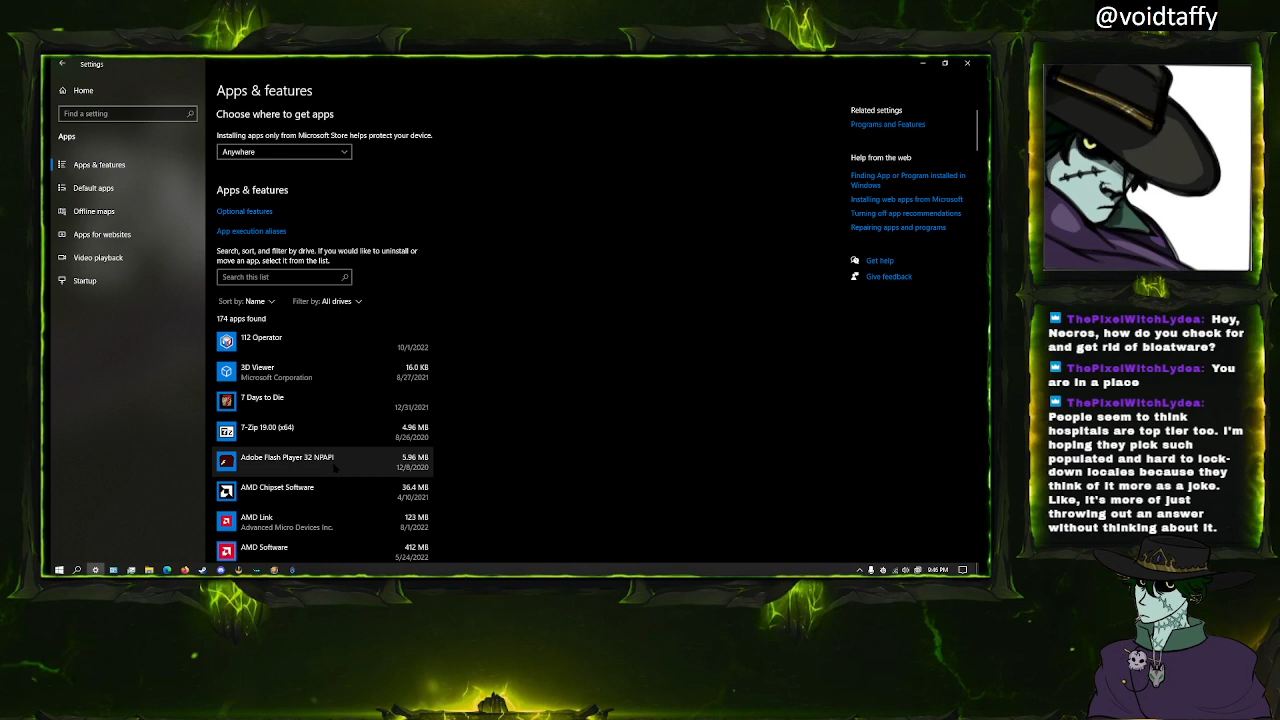 @voidtaffy
Settings
Home
Find a setting
Apps
Apps & features
Default apps
Offline maps
Apps for websites
Video playback
Startup
Apps & features
Choose where to get apps
Installing apps only from Microsoft Store helps protect your device.
Anywhere
Apps & features
Optional features
App execution aliases
Search, sort, and filter by drive. If you would like to uninstall or
move an app, select it from the list.
Search this list
Sort by: Name
Filter by: All drives
174 apps found
112 Operator
10/1/2022
3D Viewer 16.0 KB
Microsoft Corporation 8/27/2021
7 Days to Die
12/31/2021
7-Zip 19.00 (x64) 4.96 MB
8/26/2020
Adobe Flash Player 32 NPAPI 5.96 MB
12/8/2020
AMD Chipset Software 36.4 MB
4/10/2021
AMD Link 123 MB
Advanced Micro Devices Inc. 8/1/2022
AMD Software 412 MB
5/24/2022
Related settings
Programs and Features
Help from the web
Finding App or Program installed in
Windows
Installing web apps from Microsoft
Turning off app recommendations
Repairing apps and programs
Get help
Give feedback
9:46 PM
ThePixelWitchLydea: Hey,
Necros, how do you check for
and get rid of bloatware?
ThePixelWitchLydea: You
are in a place
ThePixelWitchLydea:
People seem to think
hospitals are top tier too. I'm
hoping they pick such
populated and hard to lock-
down locales because they
think of it more as a joke.
Like, it's more of just
throwing out an answer
without thinking about it.